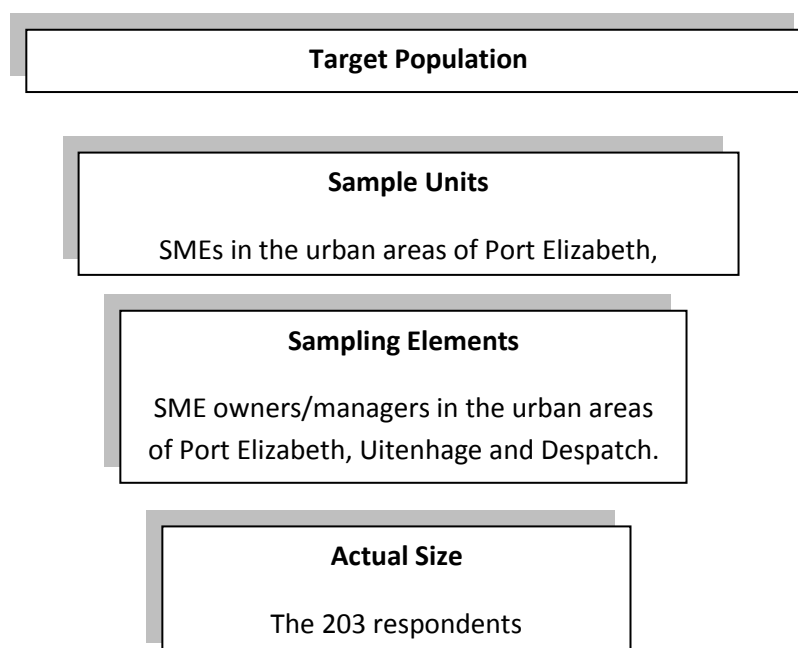 Target Population
Sample Units
SMEs in the urban areas of Port Elizabeth,
Sampling Elements
SME owners/managers in the urban areas
of Port Elizabeth, Uitenhage and Despatch.
Actual Size
The 203 respondents